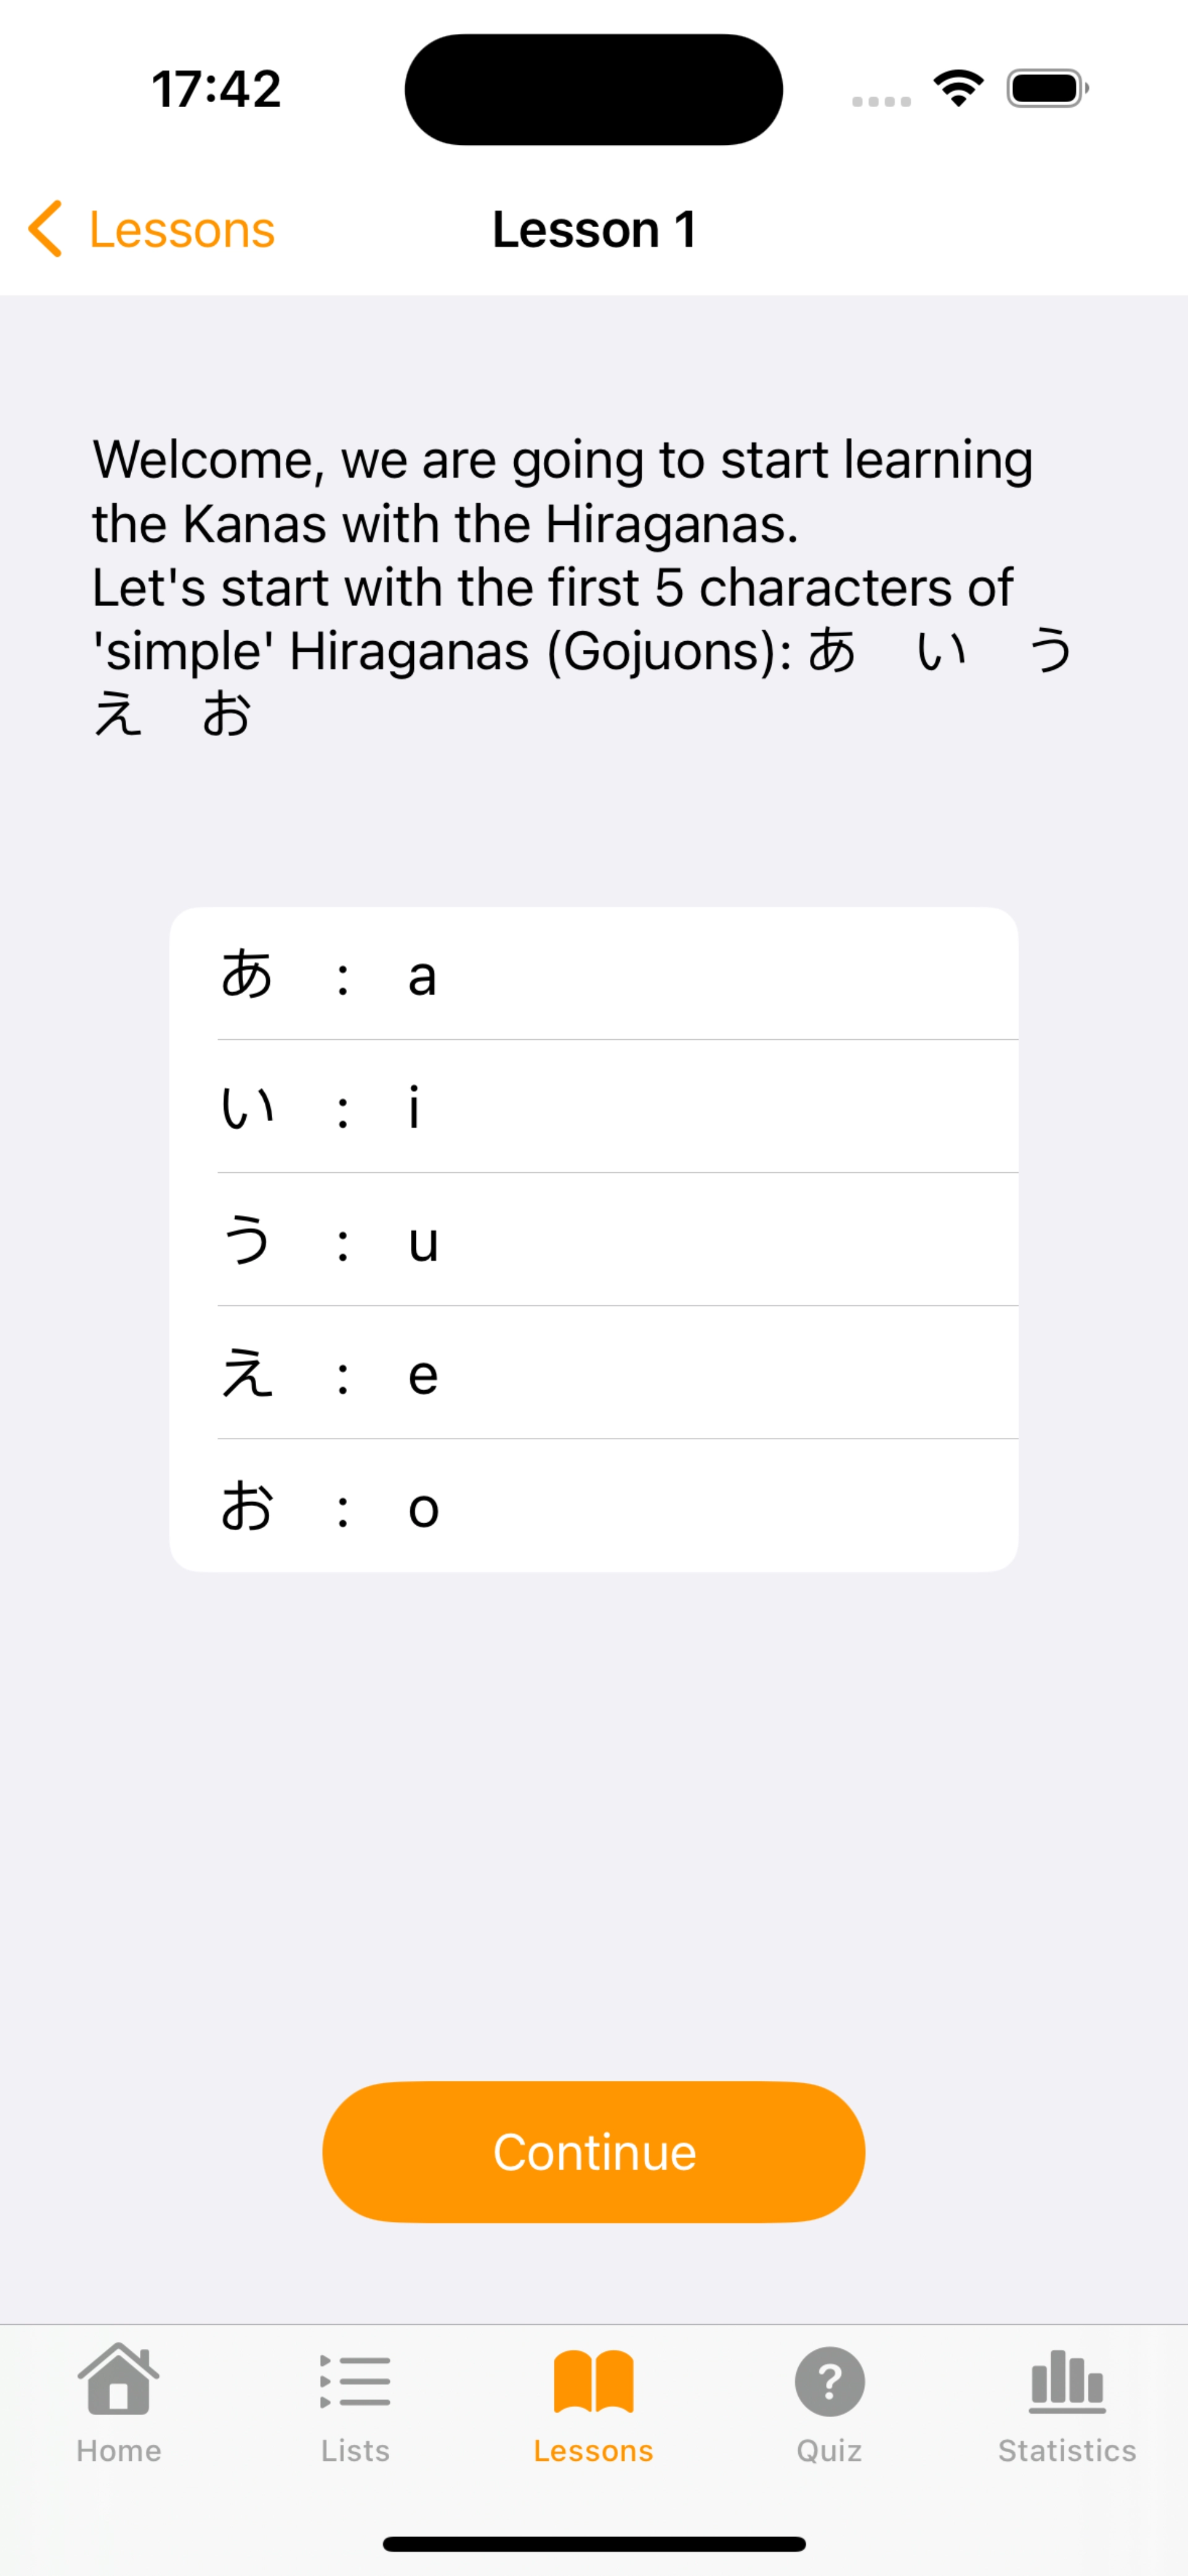 17:42
Lessons
Lesson 1
Welcome, we are going to start learning
the Kanas with the Hiraganas.
Let's start with the first 5 characters of
'simple' Hiraganas (Gojuons): あ　い　う
え　お
あ : a
い : i
う : u
え : e
お : o
Continue
Home
Lists
Lessons
Quiz
Statistics